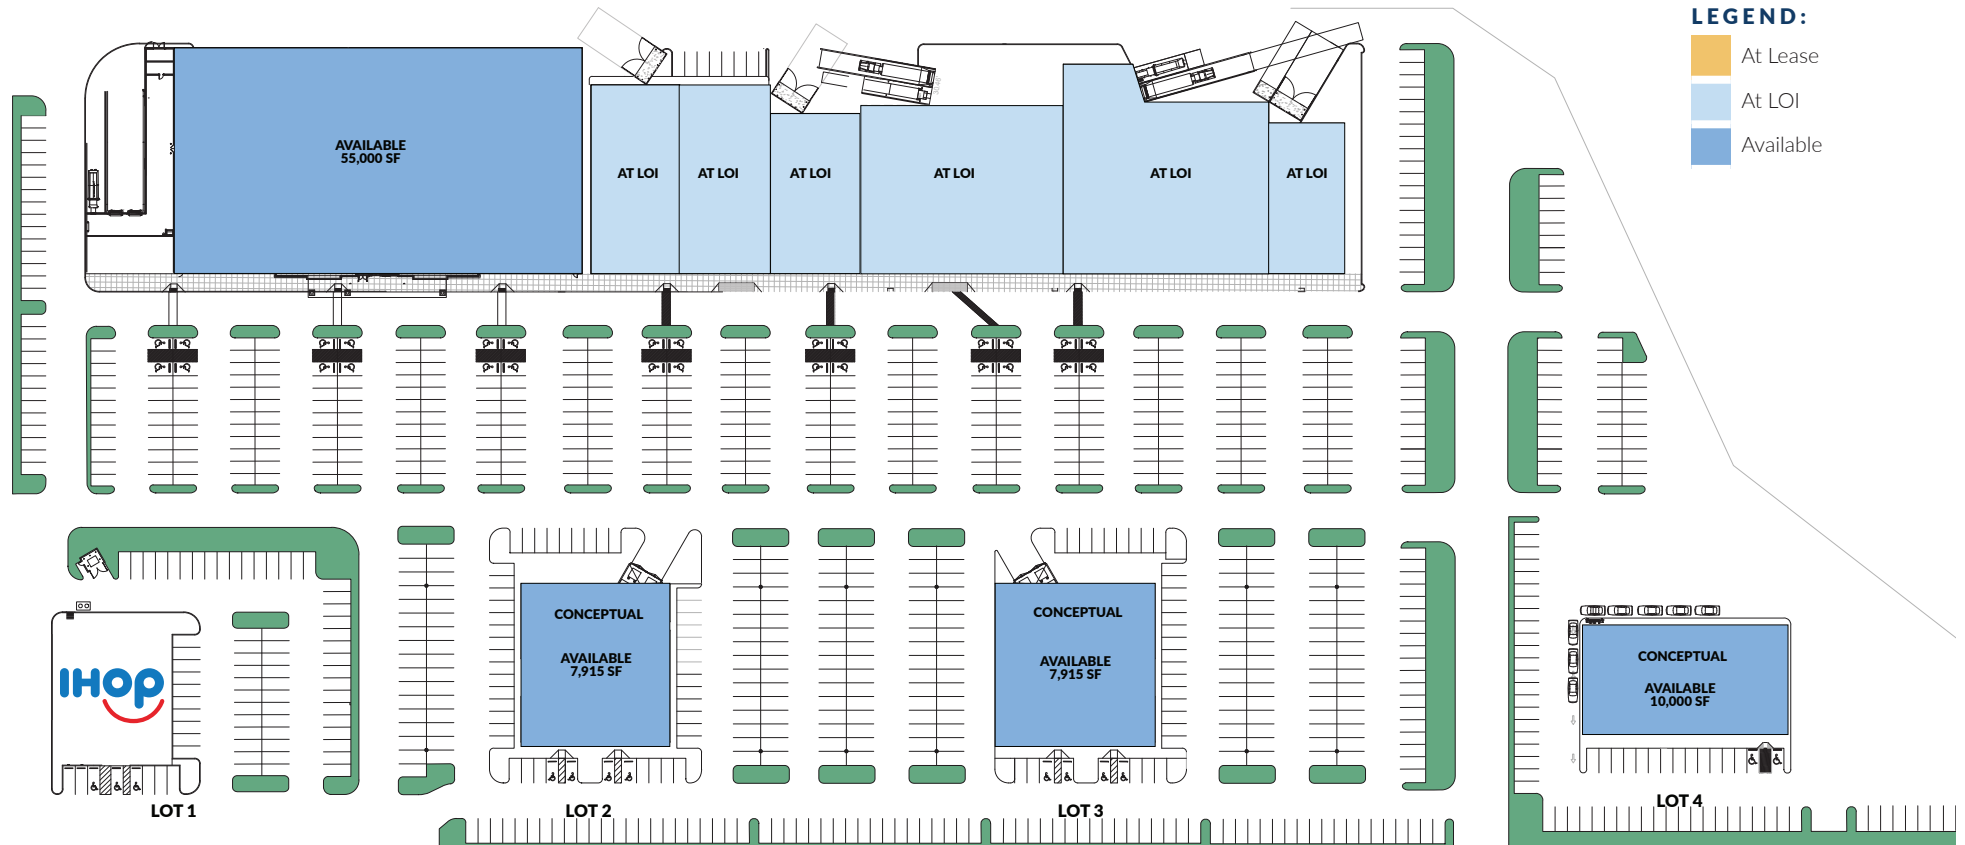 LEGEND:
At Lease
At LOI
Available
AVAILABLE
55,000 SF
AT LOI
AT LOI
AT LOI
AT LOI
AT LOI
AT LOI
IHOP
CONCEPTUAL
AVAILABLE
7,915 SF
CONCEPTUAL
AVAILABLE
7,915 SF
CONCEPTUAL
AVAILABLE
10,000 SF
LOT 1
LOT 2
LOT 3
LOT 4